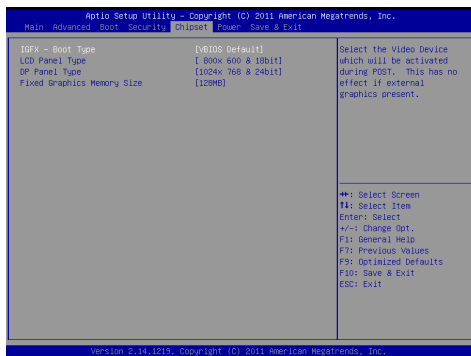 Aptio Setup Utility – Copyright (C) 2011 American Megatrends, Inc.
Main Advanced Boot Security Chipset Power Save & Exit
IGFX - Boot Type [VBIOS Default]
LCD Panel Type [ 800x 600 & 18bit]
DP Panel Type [1024x 768 & 24bit]
Fixed Graphics Memory Size [128MB]
Select the Video Device
which will be activated
during POST. This has no
effect if external
graphics present.
→←: Select Screen
↑↓: Select Item
Enter: Select
+/-: Change Opt.
F1: General Help
F7: Previous Values
F9: Optimized Defaults
F10: Save & Exit
ESC: Exit
Version 2.14.1219. Copyright (C) 2011 American Megatrends, Inc.